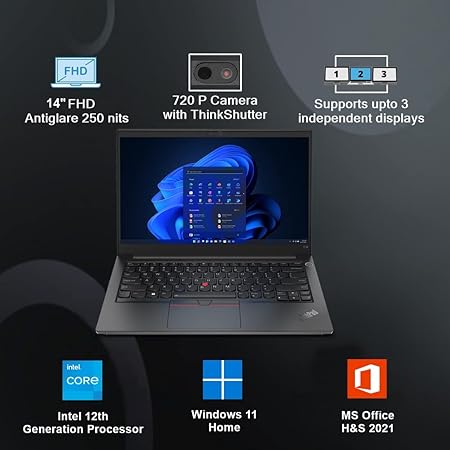 FHD
14" FHD
Antiglare 250 nits
720 P Camera
with ThinkShutter
1 2 3
Supports upto 3
independent displays
intel
CORE
Intel 12th
Generation Processor
Windows 11
Home
MS Office
H&S 2021